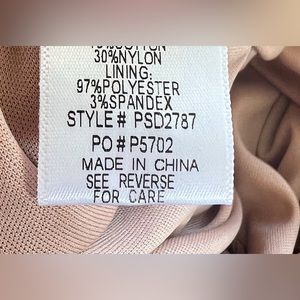 30%NYLON
LINING:
97%POLYESTER
3%SPANDEX
STYLE# PSD2787
PO#P5702
MADE IN CHINA
SEE REVERSE
FOR CARE